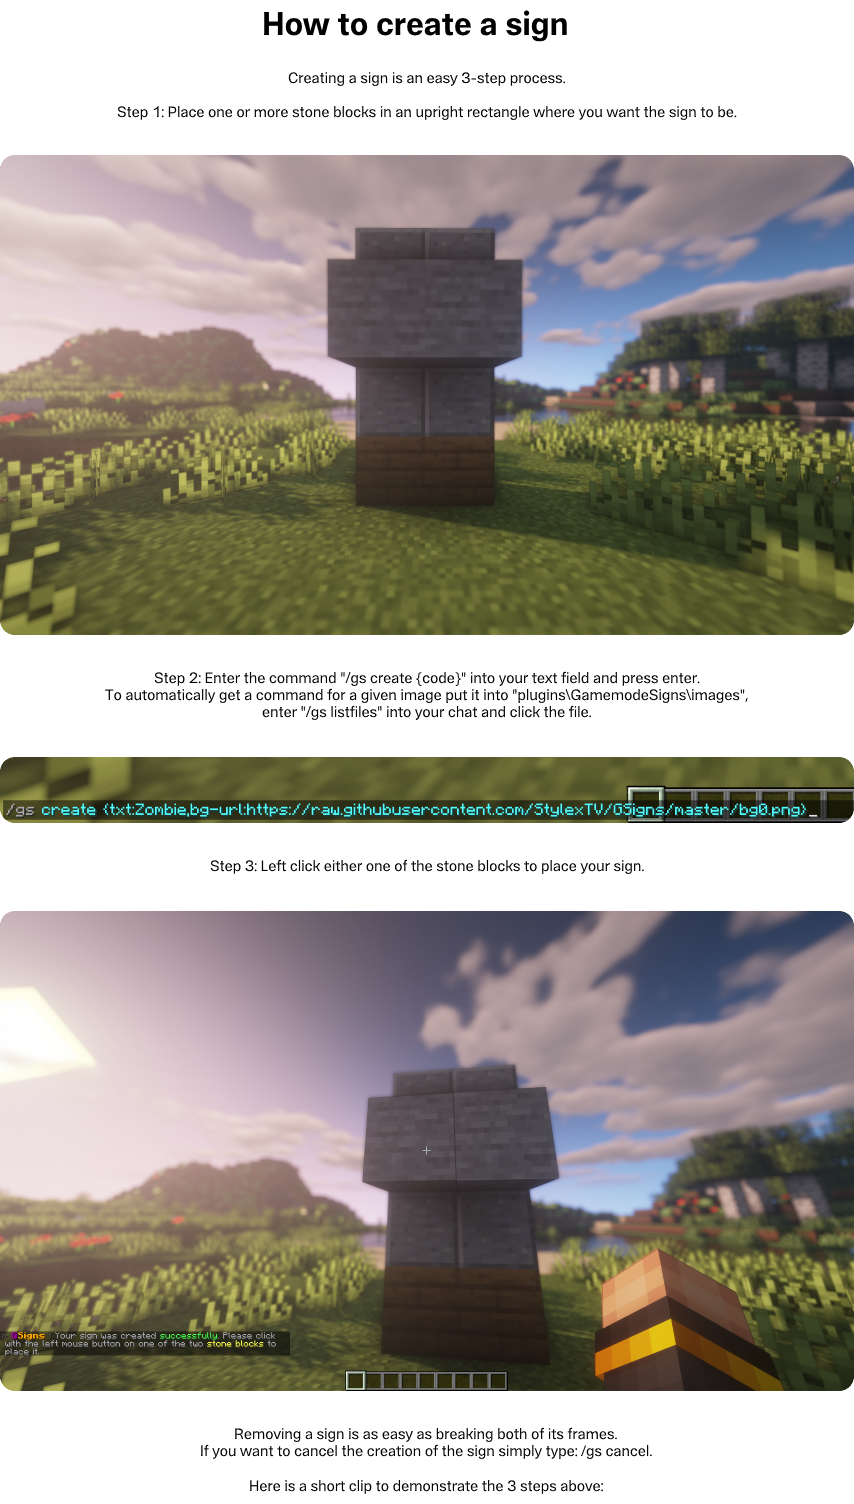 How to create a sign
Creating a sign is an easy 3-step process.
Step 1: Place one or more stone blocks in an upright rectangle where you want the sign to be.
Step 2: Enter the command "/gs create {code}" into your text field and press enter.
To automatically get a command for a given image put it into "plugins\GamemodeSigns\images",
enter "/gs listfiles" into your chat and click the file.
/gs create {txt:Zombie,bg-url:https://raw.githubusercontent.com/StylexTV/GSigns/master/bg0.png}_
Step 3: Left click either one of the stone blocks to place your sign.
GSigns Your sign was created successfully. Please click
with the left mouse button on one of the two stone blocks to
place it.
Removing a sign is as easy as breaking both of its frames.
If you want to cancel the creation of the sign simply type: /gs cancel.
Here is a short clip to demonstrate the 3 steps above: